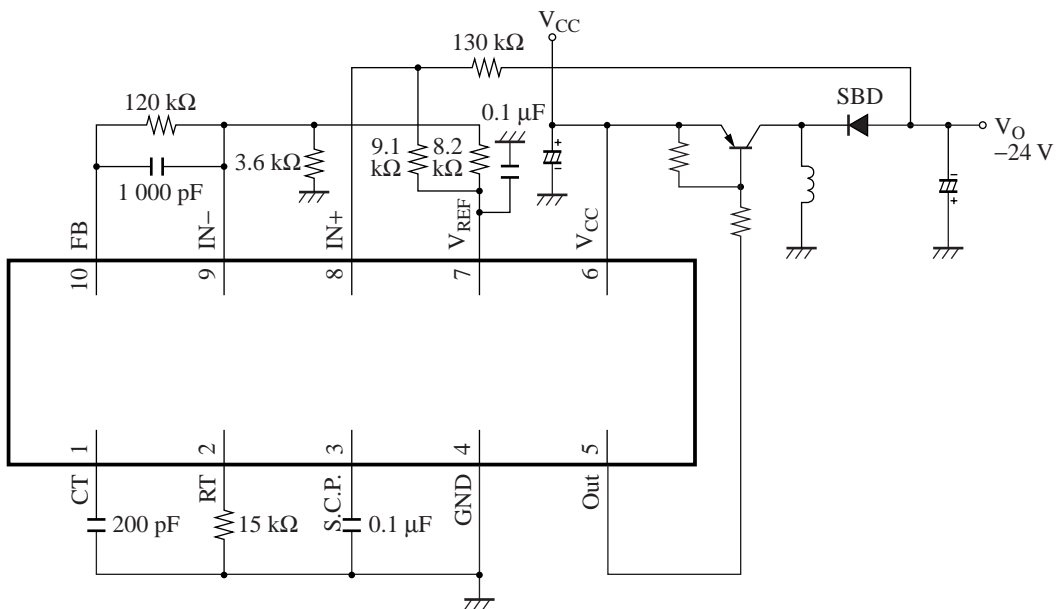 V_CC
130 kΩ
120 kΩ
0.1 µF
SBD
V_O
−24 V
3.6 kΩ
9.1 kΩ
8.2 kΩ
1 000 pF
FB
IN−
IN+
V_REF
V_CC
10
9
8
7
6
1
2
3
4
5
CT
RT
S.C.P.
GND
Out
200 pF
15 kΩ
0.1 µF
+
−
−
+